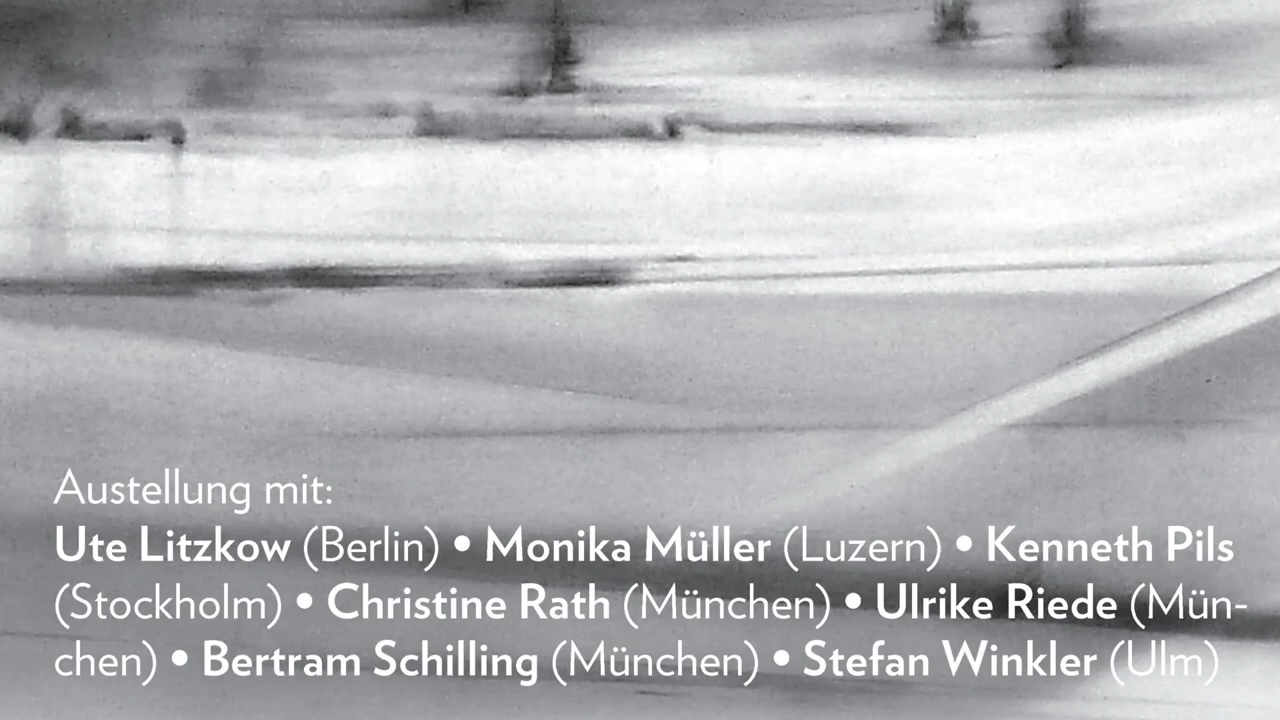 Austellung mit:
Ute Litzkow (Berlin) • Monika Müller (Luzern) • Kenneth Pils
(Stockholm) • Christine Rath (München) • Ulrike Riede (Mün-
chen) • Bertram Schilling (München) • Stefan Winkler (Ulm)